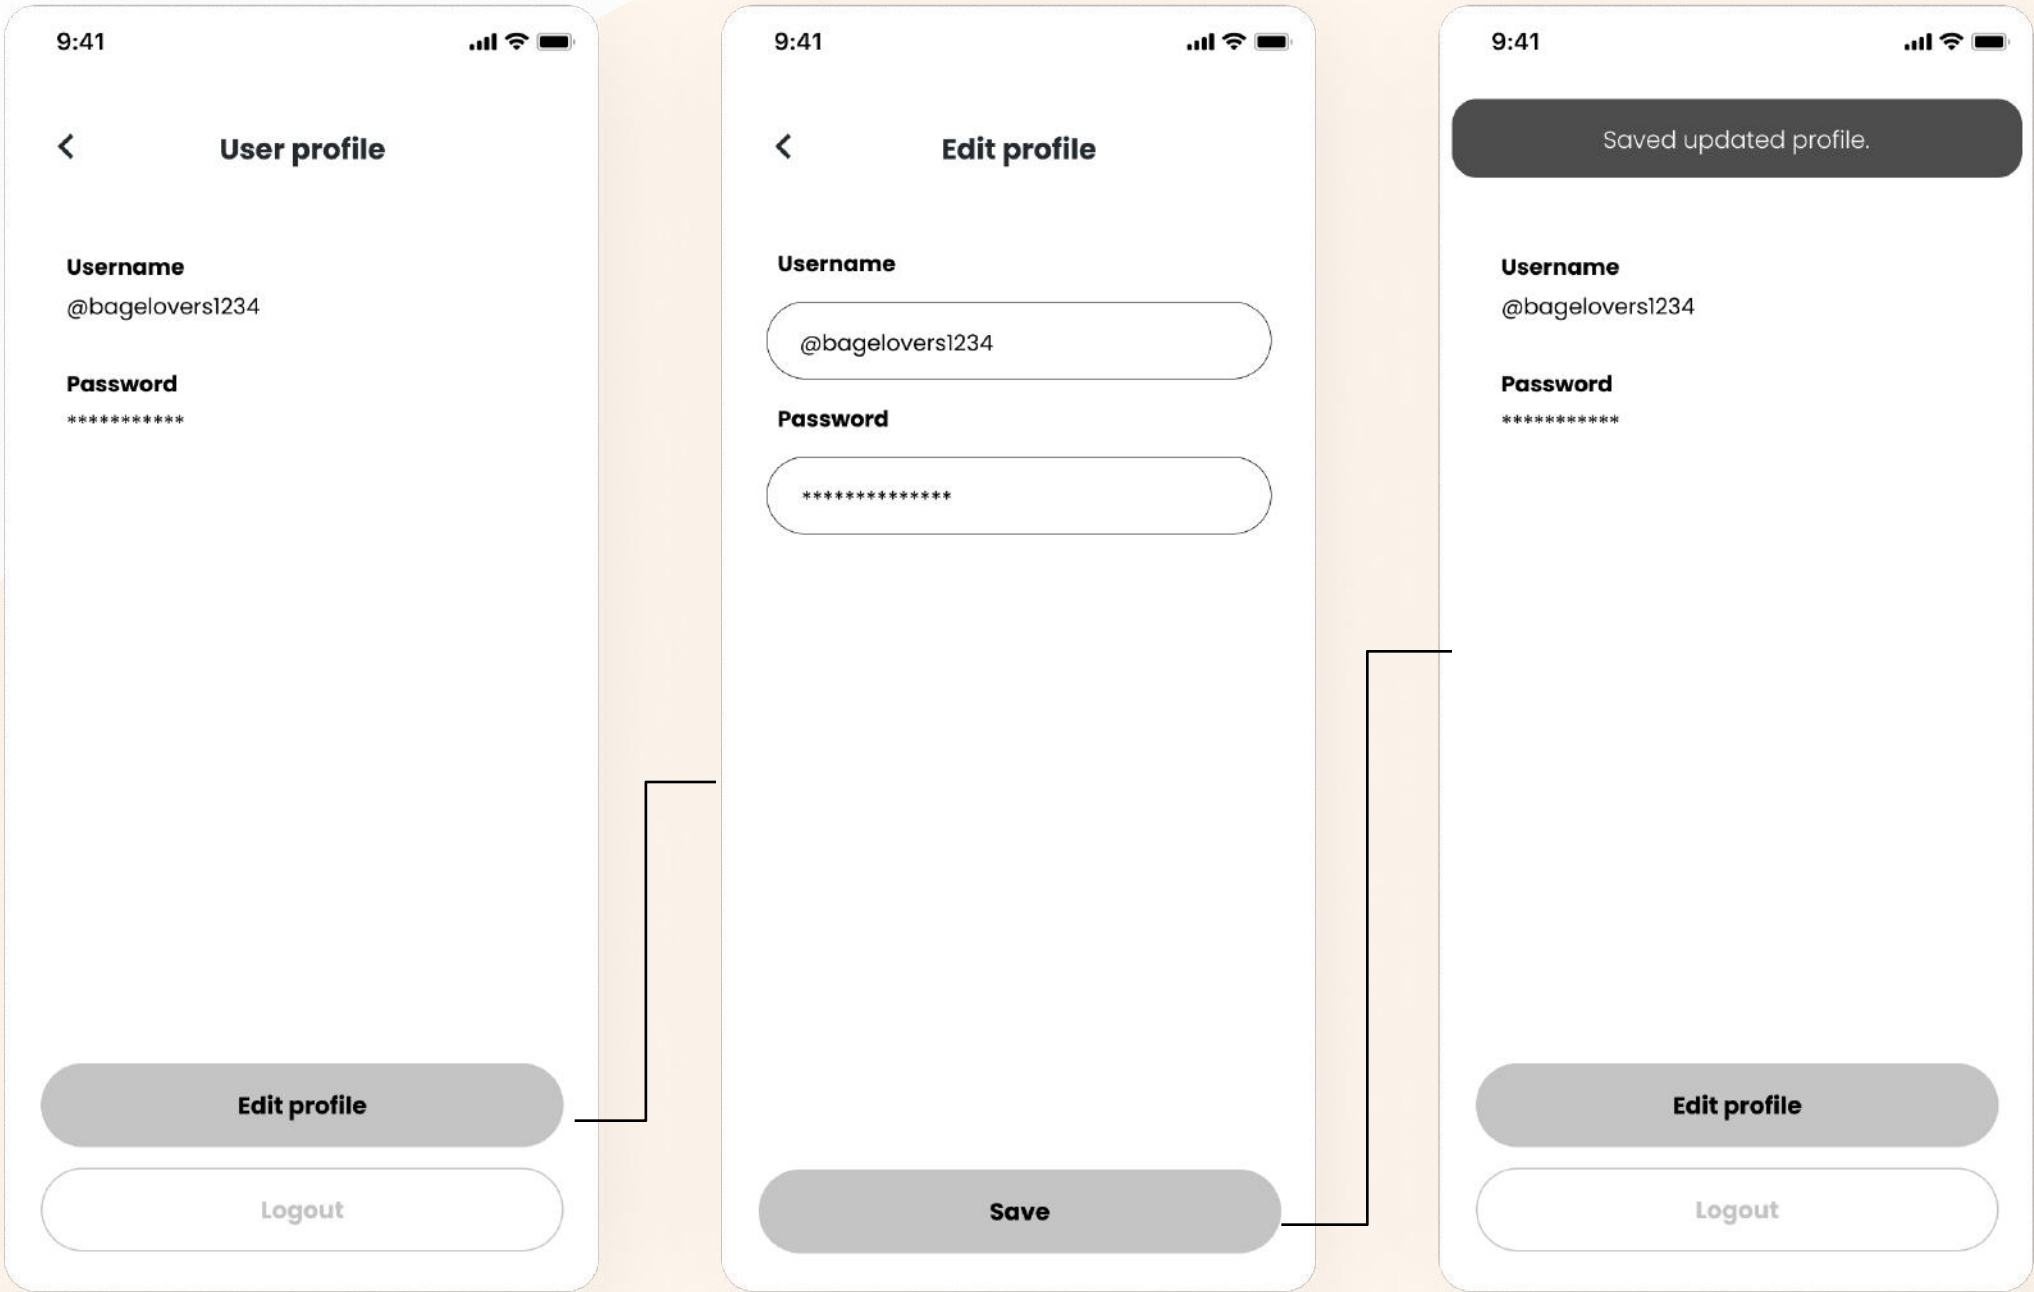 9:41
User profile
Username
@bagelovers1234
Password
***********
Edit profile
Logout
9:41
Edit profile
Username
@bagelovers1234
Password
**************
Save
9:41
Saved updated profile.
Username
@bagelovers1234
Password
***********
Edit profile
Logout